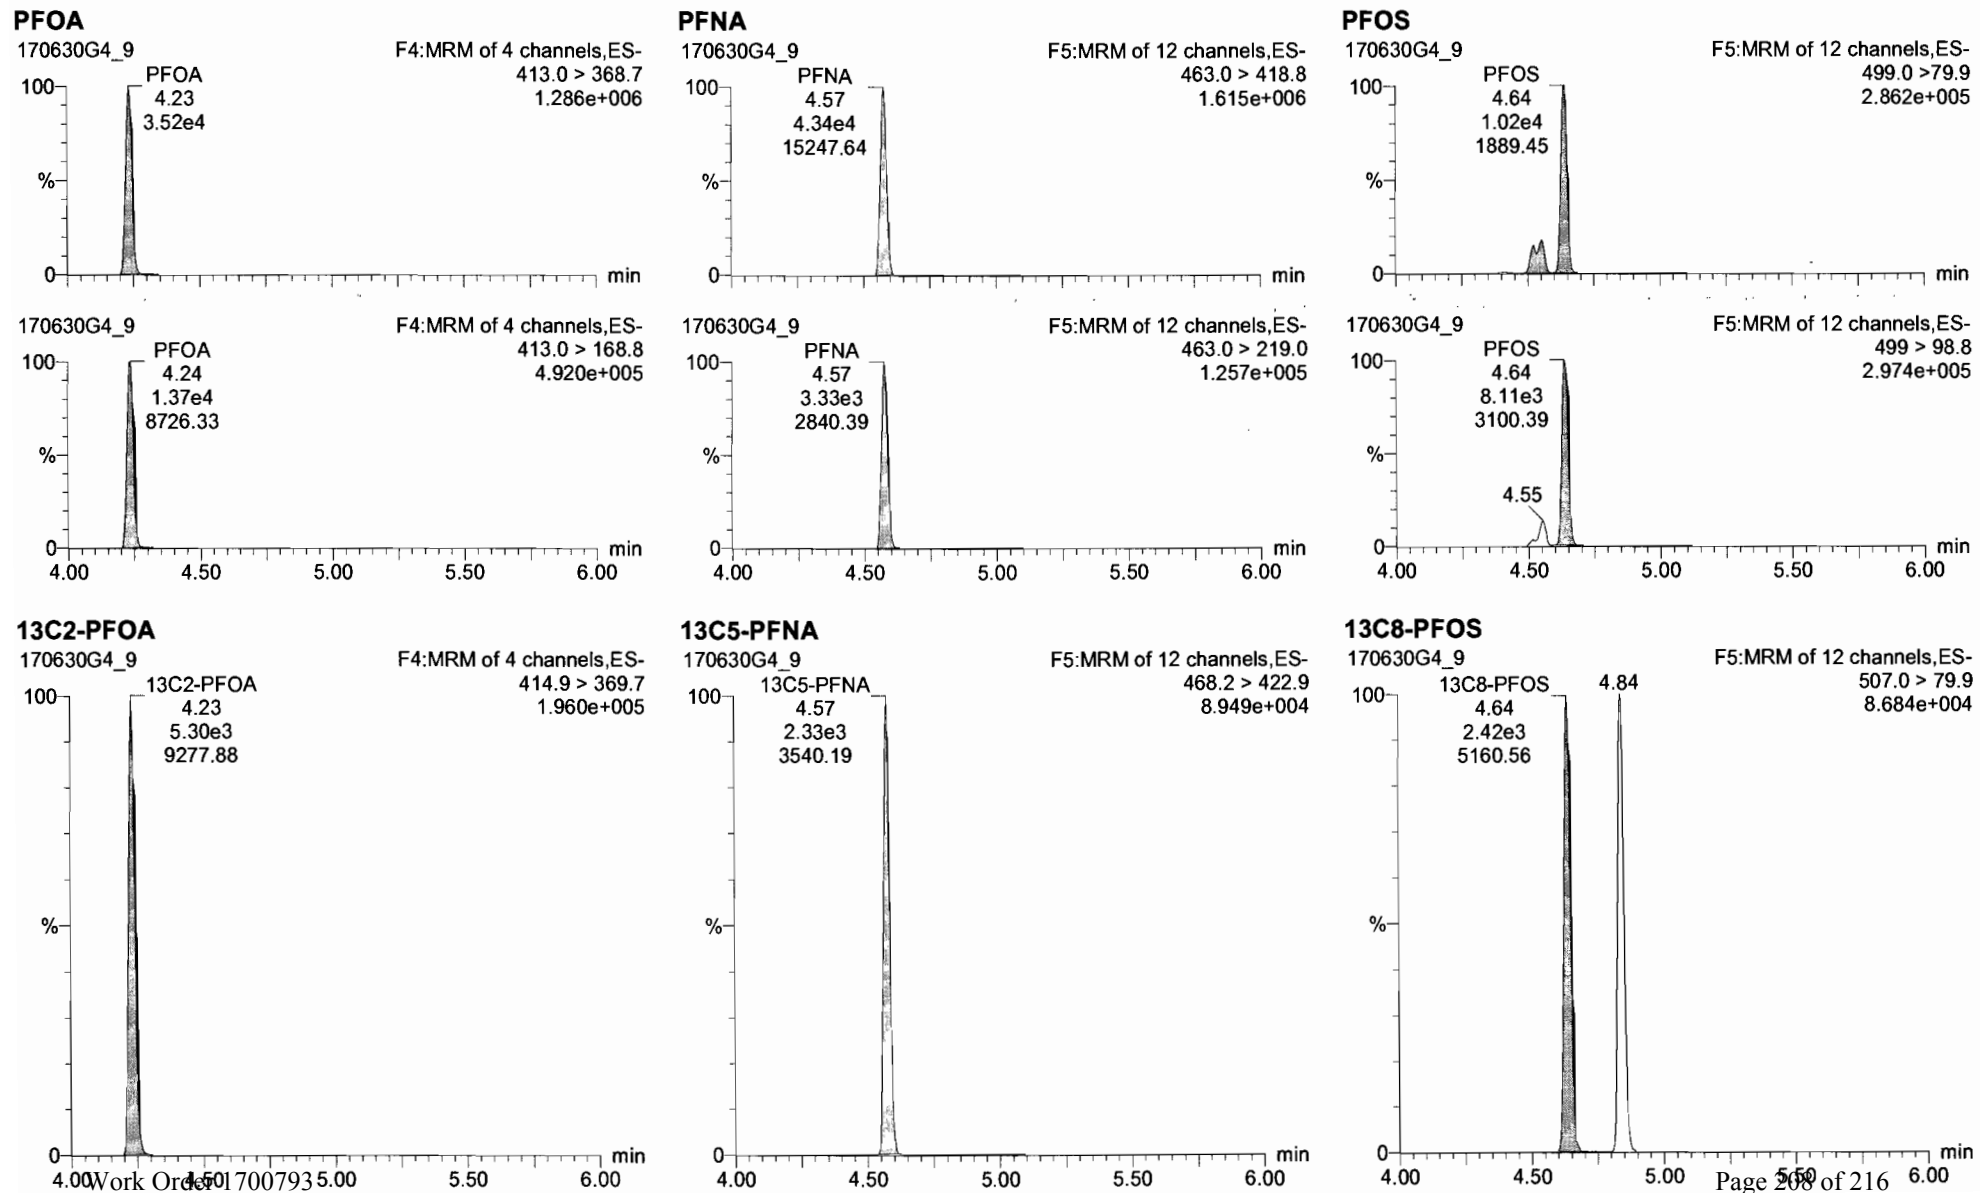 PFOA
170630G4_9
F4:MRM of 4 channels,ES-
413.0 > 368.7
1.286e+006
PFOA
4.23
3.52e4
100
%
0
min
170630G4_9
F4:MRM of 4 channels,ES-
413.0 > 168.8
4.920e+005
PFOA
4.24
1.37e4
8726.33
100
%
0
min
4.00 4.50 5.00 5.50 6.00
PFNA
170630G4_9
F5:MRM of 12 channels,ES-
463.0 > 418.8
1.615e+006
PFNA
4.57
4.34e4
15247.64
100
%
0
min
170630G4_9
F5:MRM of 12 channels,ES-
463.0 > 219.0
1.257e+005
PFNA
4.57
3.33e3
2840.39
100
%
0
min
4.00 4.50 5.00 5.50 6.00
PFOS
170630G4_9
F5:MRM of 12 channels,ES-
499.0 >79.9
2.862e+005
PFOS
4.64
1.02e4
1889.45
100
%
0
min
170630G4_9
F5:MRM of 12 channels,ES-
499 > 98.8
2.974e+005
PFOS
4.64
8.11e3
3100.39
4.55
100
%
0
min
4.00 4.50 5.00 5.50 6.00
13C2-PFOA
170630G4_9
F4:MRM of 4 channels,ES-
414.9 > 369.7
1.960e+005
13C2-PFOA
4.23
5.30e3
9277.88
100
%
0
min
4.00 4.50 5.00 5.50 6.00
13C5-PFNA
170630G4_9
F5:MRM of 12 channels,ES-
468.2 > 422.9
8.949e+004
13C5-PFNA
4.57
2.33e3
3540.19
100
%
0
min
4.00 4.50 5.00 5.50 6.00
13C8-PFOS
170630G4_9
F5:MRM of 12 channels,ES-
507.0 > 79.9
8.684e+004
13C8-PFOS
4.64
2.42e3
5160.56
4.84
100
%
0
min
4.00 4.50 5.00 5.50 6.00
Work Order 1700793
Page 208 of 216